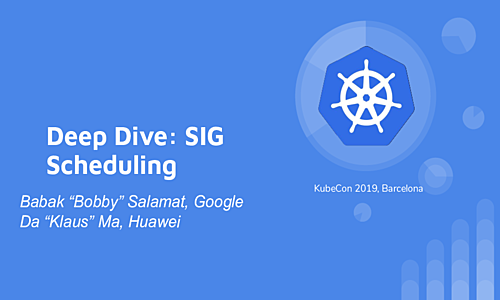 Deep Dive: SIG
Scheduling
Babak “Bobby” Salamat, Google
Da “Klaus” Ma, Huawei
KubeCon 2019, Barcelona